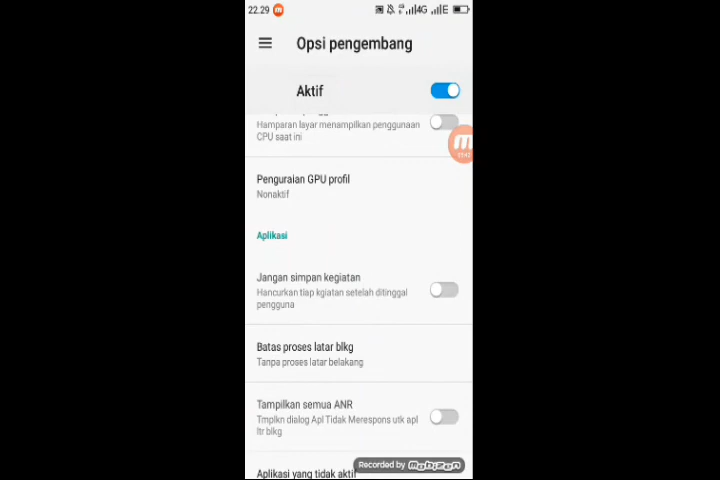 22.29
4G
E
Opsi pengembang
Aktif
Hamparan layar menampilkan penggunaan
CPU saat ini
Penguraian GPU profil
Nonaktif
Aplikasi
Jangan simpan kegiatan
Hancurkan tiap kgiatan setelah ditinggal
pengguna
Batas proses latar blkg
Tanpa proses latar belakang
Tampilkan semua ANR
Tmplkn dialog Apl Tidak Merespons utk apl
ltr blkg
Aplikasi yang tidak aktif
Recorded by mobizen